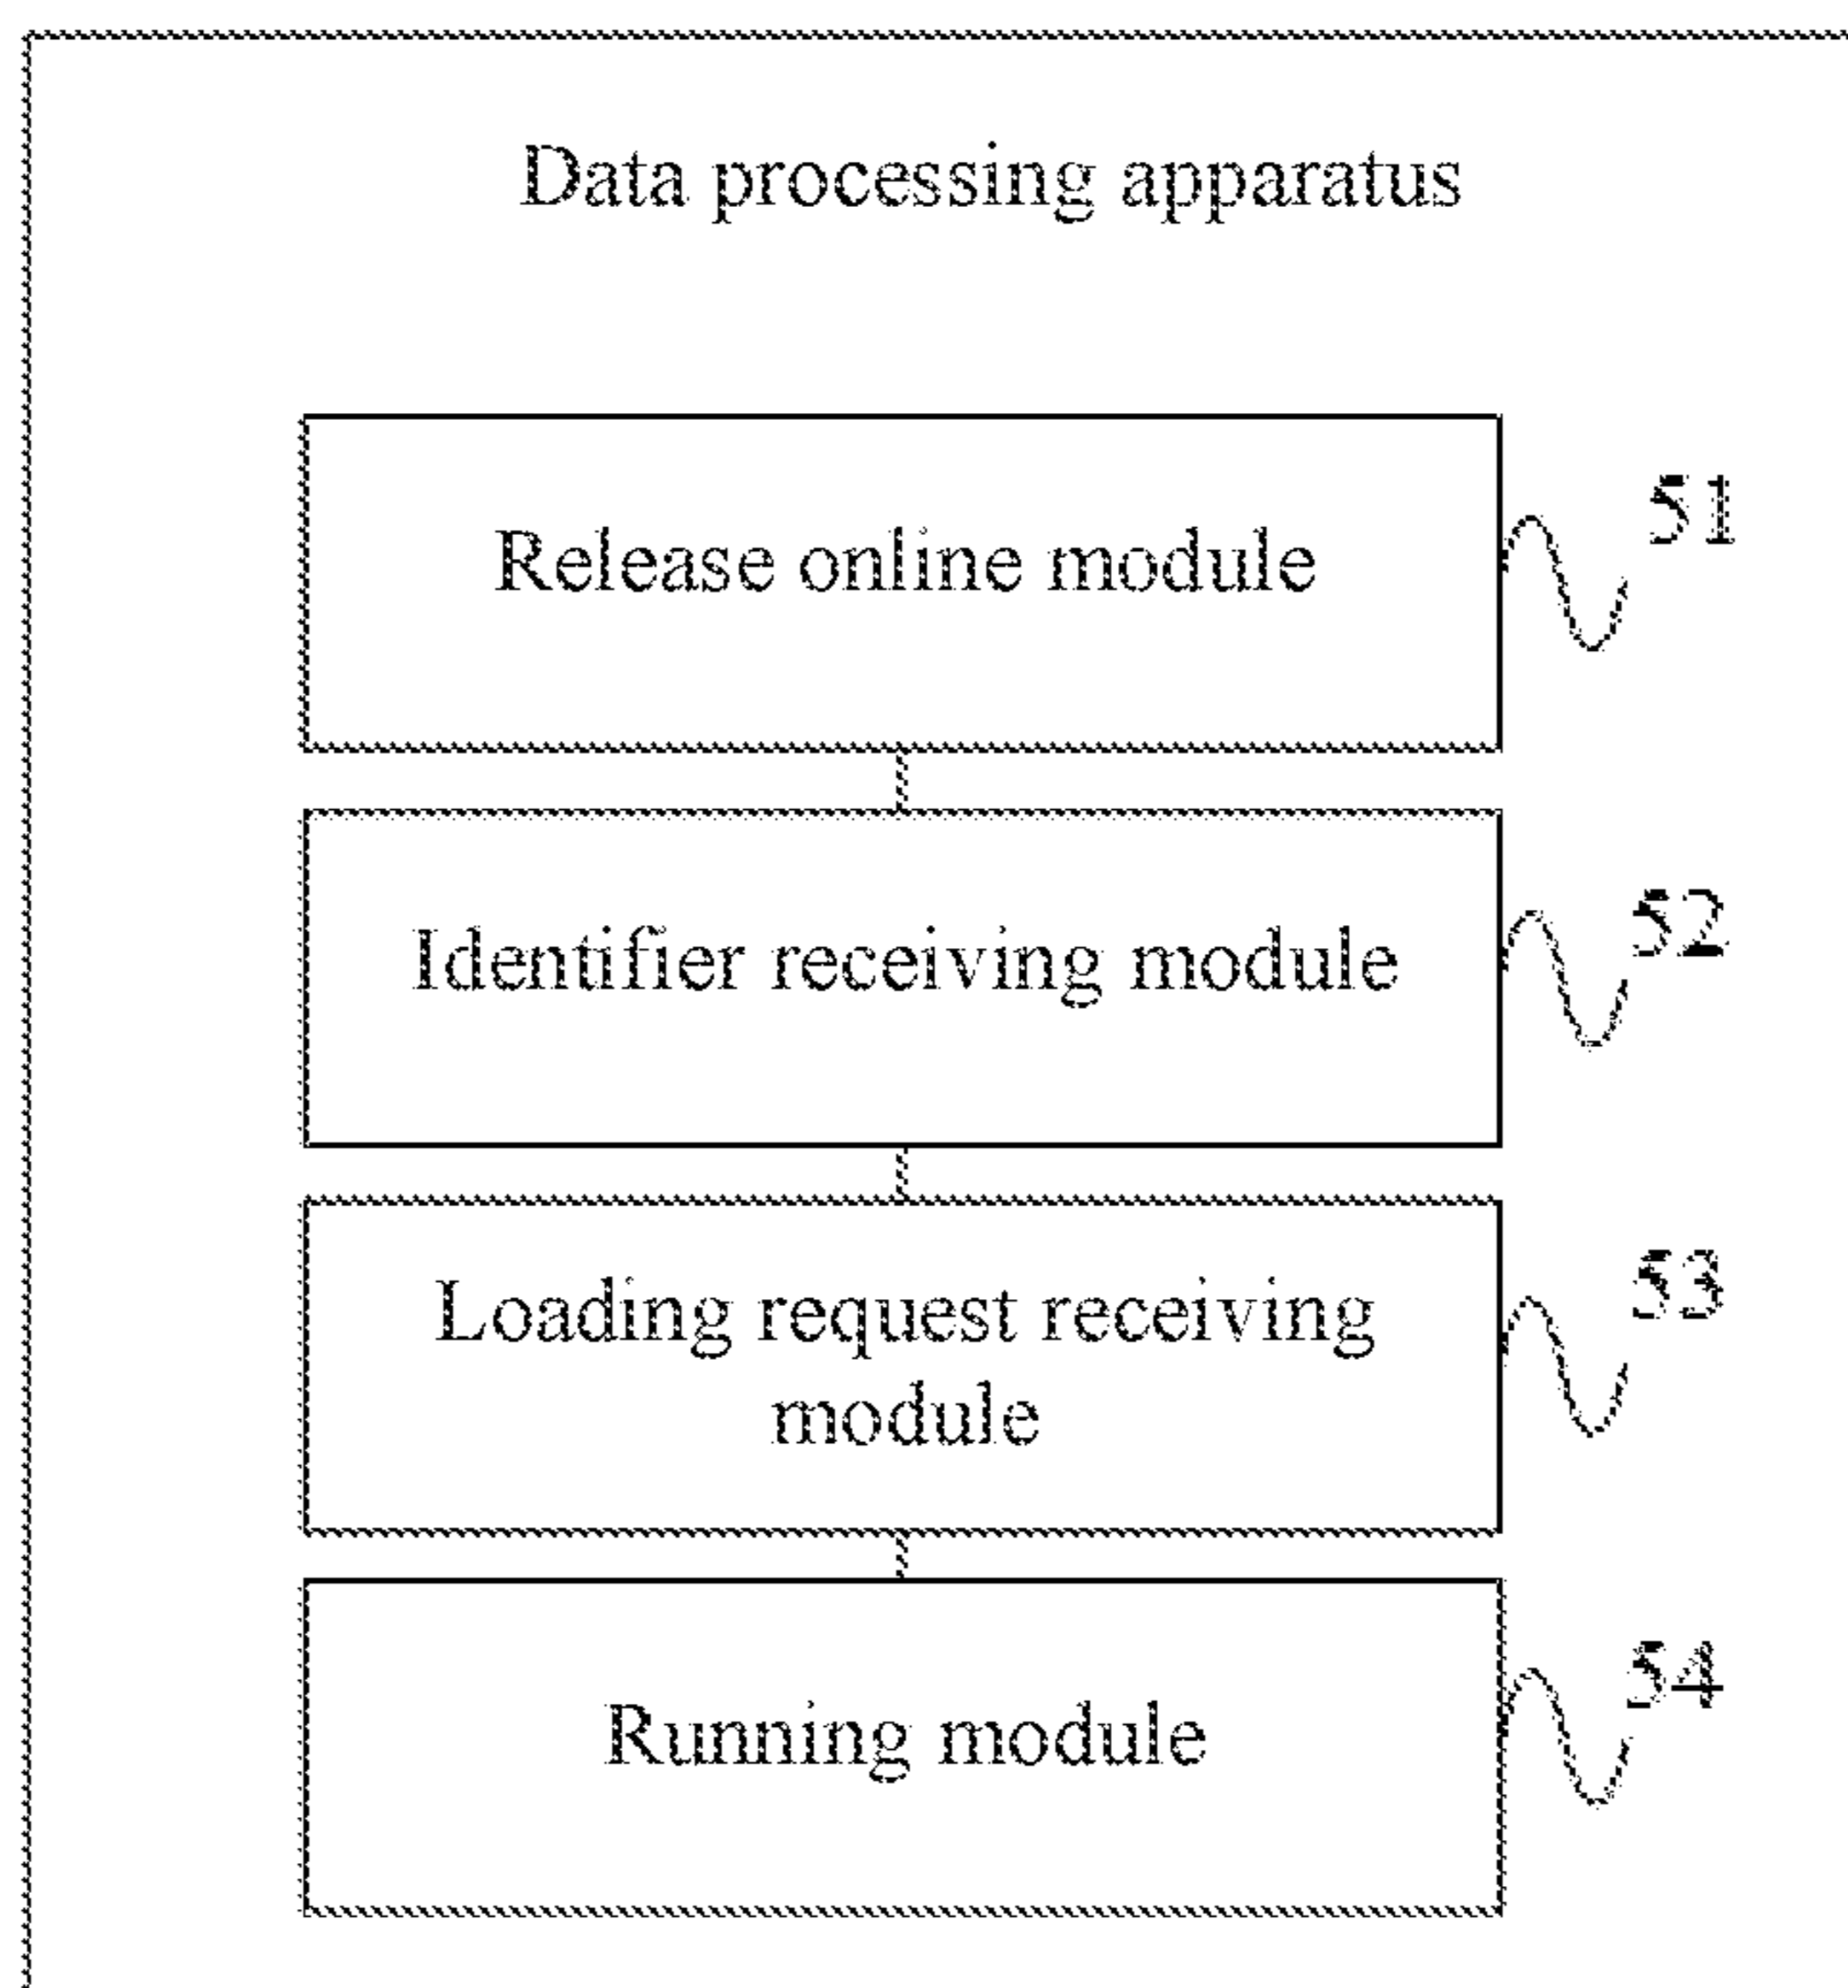 Data processing apparatus
Release online module
51
Identifier receiving module
52
Loading request receiving
module
53
Running module
54